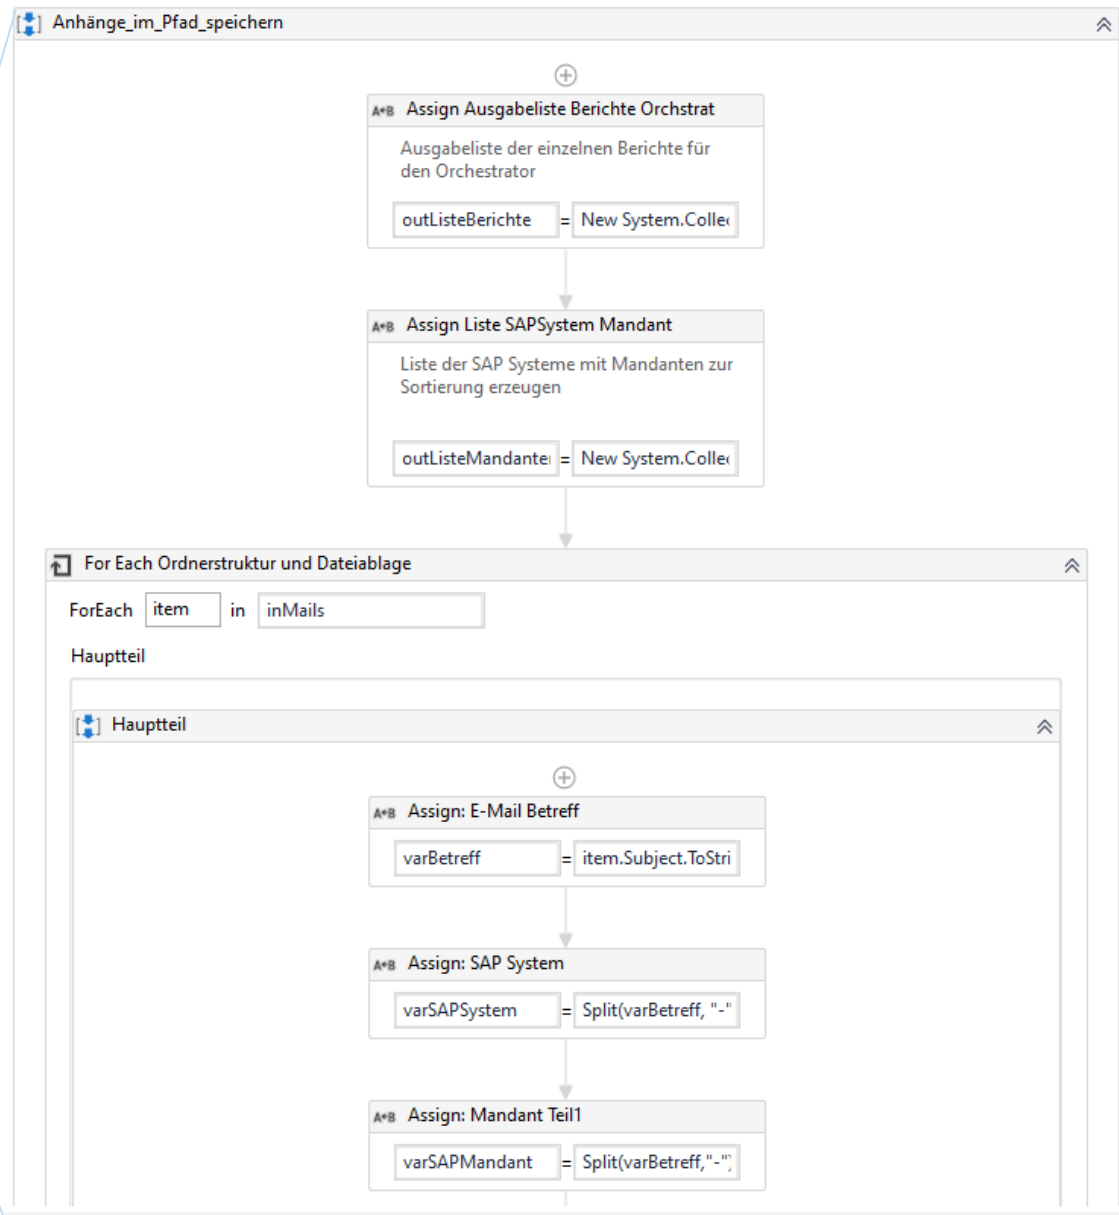 Anhänge_im_Pfad_speichern
A+B Assign Ausgabeliste Berichte Orchstrat
Ausgabeliste der einzelnen Berichte für
den Orchestrator
outListeBerichte = New System.Collec
A+B Assign Liste SAPSystem Mandant
Liste der SAP Systeme mit Mandanten zur
Sortierung erzeugen
outListeMandante = New System.Collec
For Each Ordnerstruktur und Dateiablage
ForEach item in inMails
Hauptteil
Hauptteil
A+B Assign: E-Mail Betreff
varBetreff = item.Subject.ToStri
A+B Assign: SAP System
varSAPSystem = Split(varBetreff, "-"
A+B Assign: Mandant Teil1
varSAPMandant = Split(varBetreff,"-")